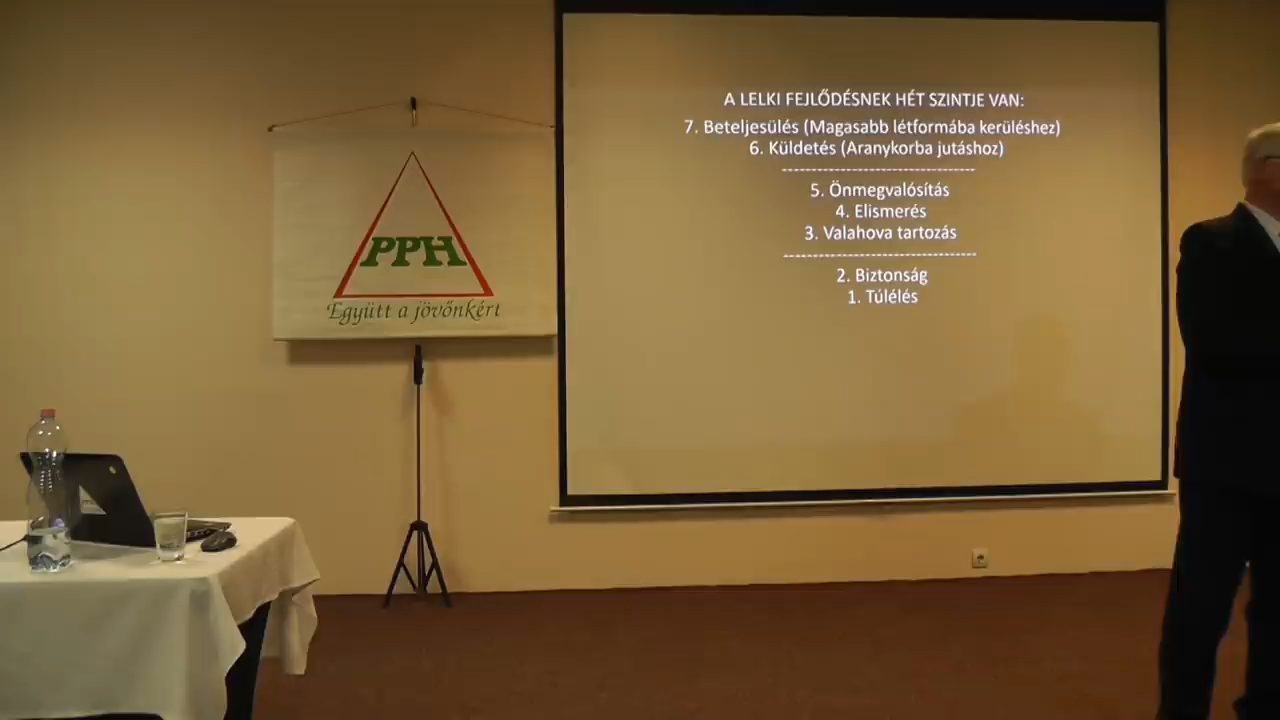 PPH
Együtt a jövőnkért
A LELKI FEJLŐDÉSNEK HÉT SZINTJE VAN:
7. Beteljesülés (Magasabb létformába kerüléshez)
6. Küldetés (Aranykorba jutáshoz)
-----------------------------------
5. Önmegvalósítás
4. Elismerés
3. Valahova tartozás
-----------------------------------
2. Biztonság
1. Túlélés